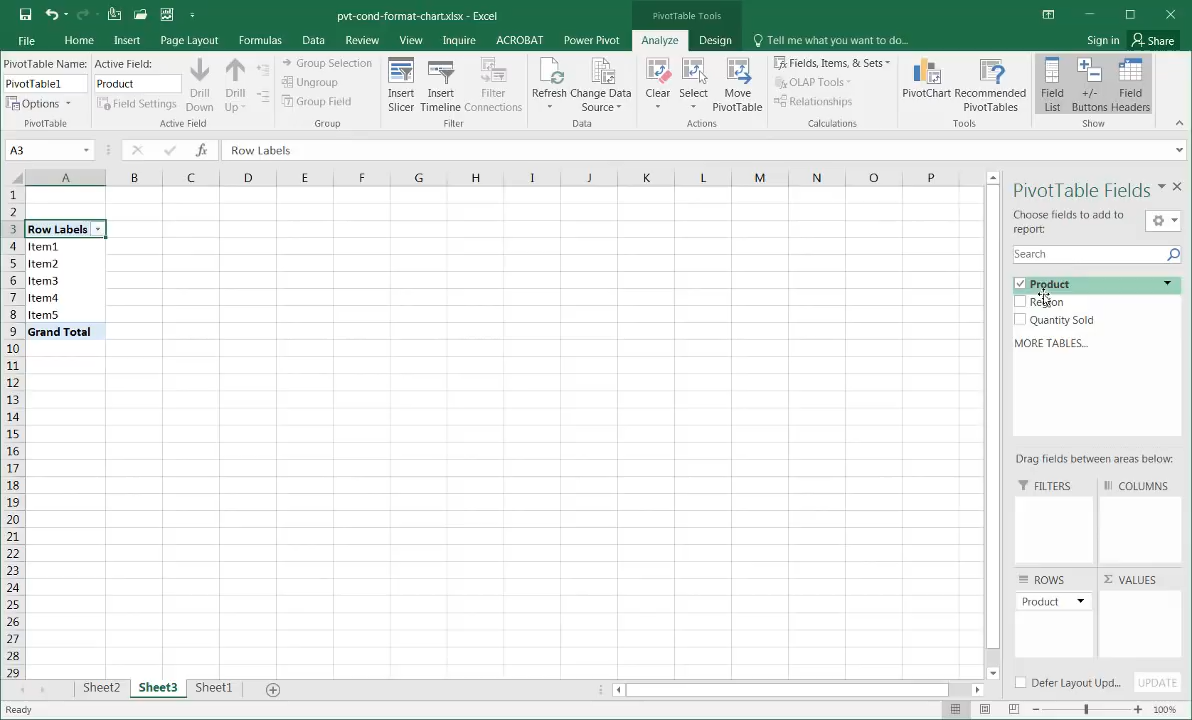 pvt-cond-format-chart.xlsx - Excel
PivotTable Tools
File Home Insert Page Layout Formulas Data Review View Inquire ACROBAT Power Pivot Analyze Design Tell me what you want to do... Sign in Share
PivotTable Name:
PivotTable1
Options
PivotTable
Active Field:
Product
Field Settings
Drill Down
Drill Up
Active Field
Group Selection
Ungroup
Group Field
Group
Insert Slicer
Insert Timeline
Filter Connections
Filter
Refresh
Change Data Source
Data
Clear
Select
Move PivotTable
Actions
Fields, Items, & Sets
OLAP Tools
Relationships
Calculations
PivotChart
Recommended PivotTables
Tools
Field List
+/- Buttons
Field Headers
Show
A3
fx
Row Labels
A B C D E F G H I J K L M N O P
1
2
3 Row Labels
4 Item1
5 Item2
6 Item3
7 Item4
8 Item5
9 Grand Total
10
11
12
13
14
15
16
17
18
19
20
21
22
23
24
25
26
27
28
29
PivotTable Fields
Choose fields to add to
report:
Search
Product
Region
Quantity Sold
MORE TABLES...
Drag fields between areas below:
FILTERS
COLUMNS
ROWS
Σ VALUES
Product
Defer Layout Upd...
UPDATE
Sheet2 Sheet3 Sheet1
Ready
100%